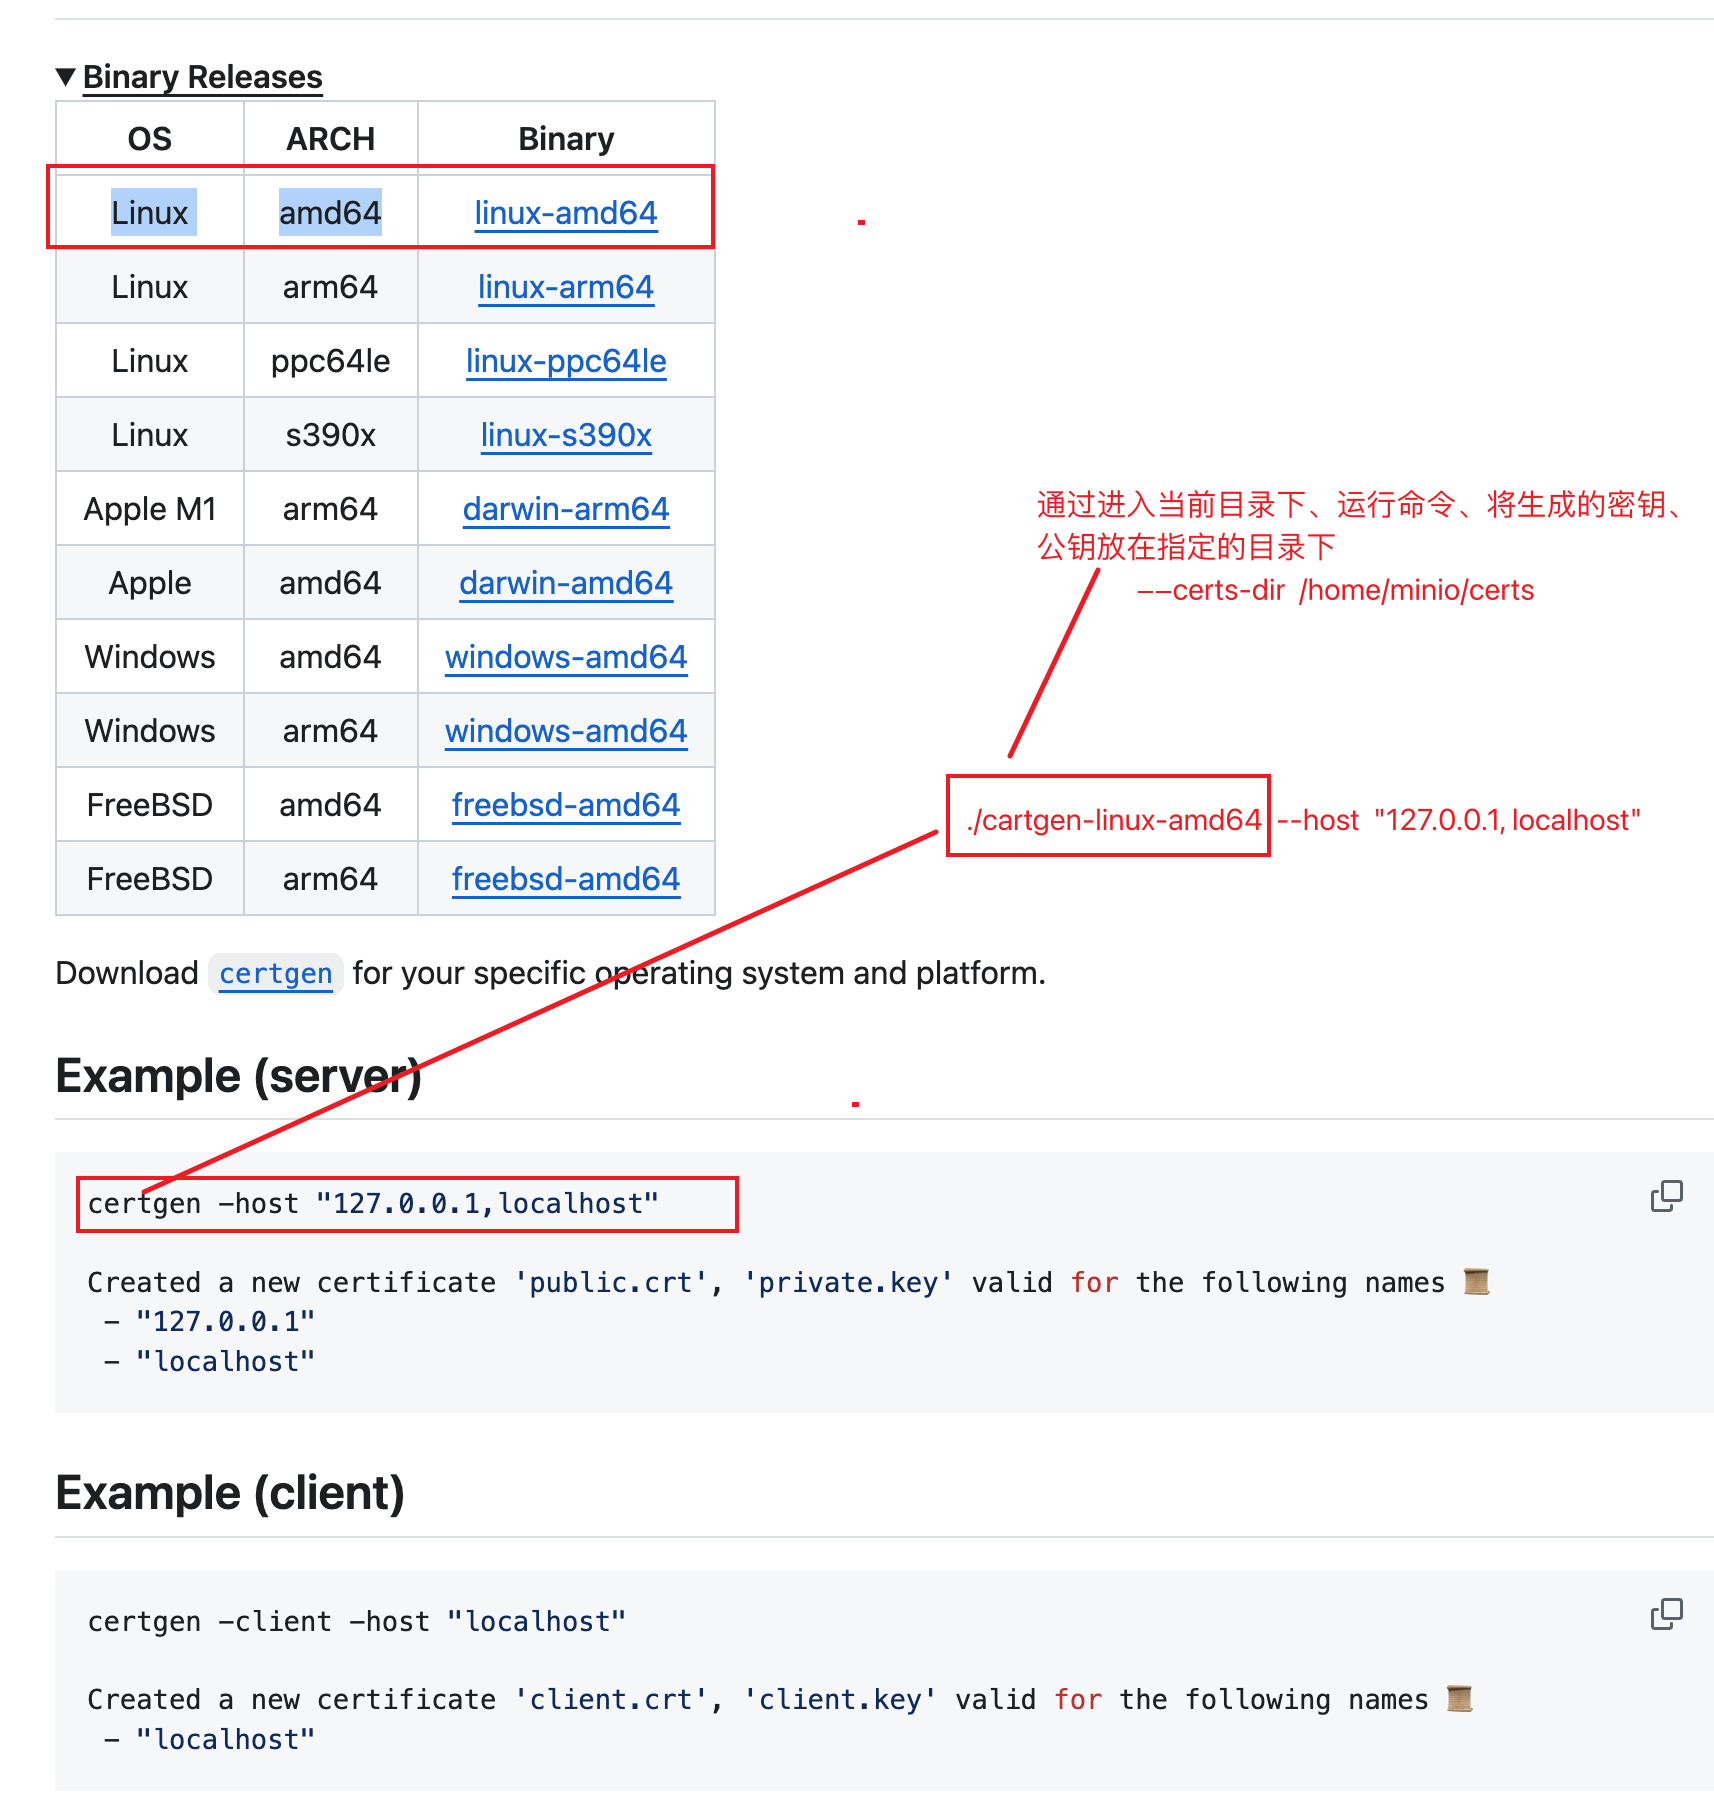 ▼ Binary Releases
OS ARCH Binary
Linux amd64 linux-amd64
Linux arm64 linux-arm64
Linux ppc64le linux-ppc64le
Linux s390x linux-s390x
Apple M1 arm64 darwin-arm64
Apple amd64 darwin-amd64
Windows amd64 windows-amd64
Windows arm64 windows-amd64
FreeBSD amd64 freebsd-amd64
FreeBSD arm64 freebsd-amd64
通过进入当前目录下、运行命令、将生成的密钥、
公钥放在指定的目录下
--certs-dir /home/minio/certs
./cartgen-linux-amd64 --host "127.0.0.1, localhost"
Download certgen for your specific operating system and platform.
Example (server)
certgen -host "127.0.0.1,localhost"
Created a new certificate 'public.crt', 'private.key' valid for the following names 📜
- "127.0.0.1"
- "localhost"
Example (client)
certgen -client -host "localhost"
Created a new certificate 'client.crt', 'client.key' valid for the following names 📜
- "localhost"